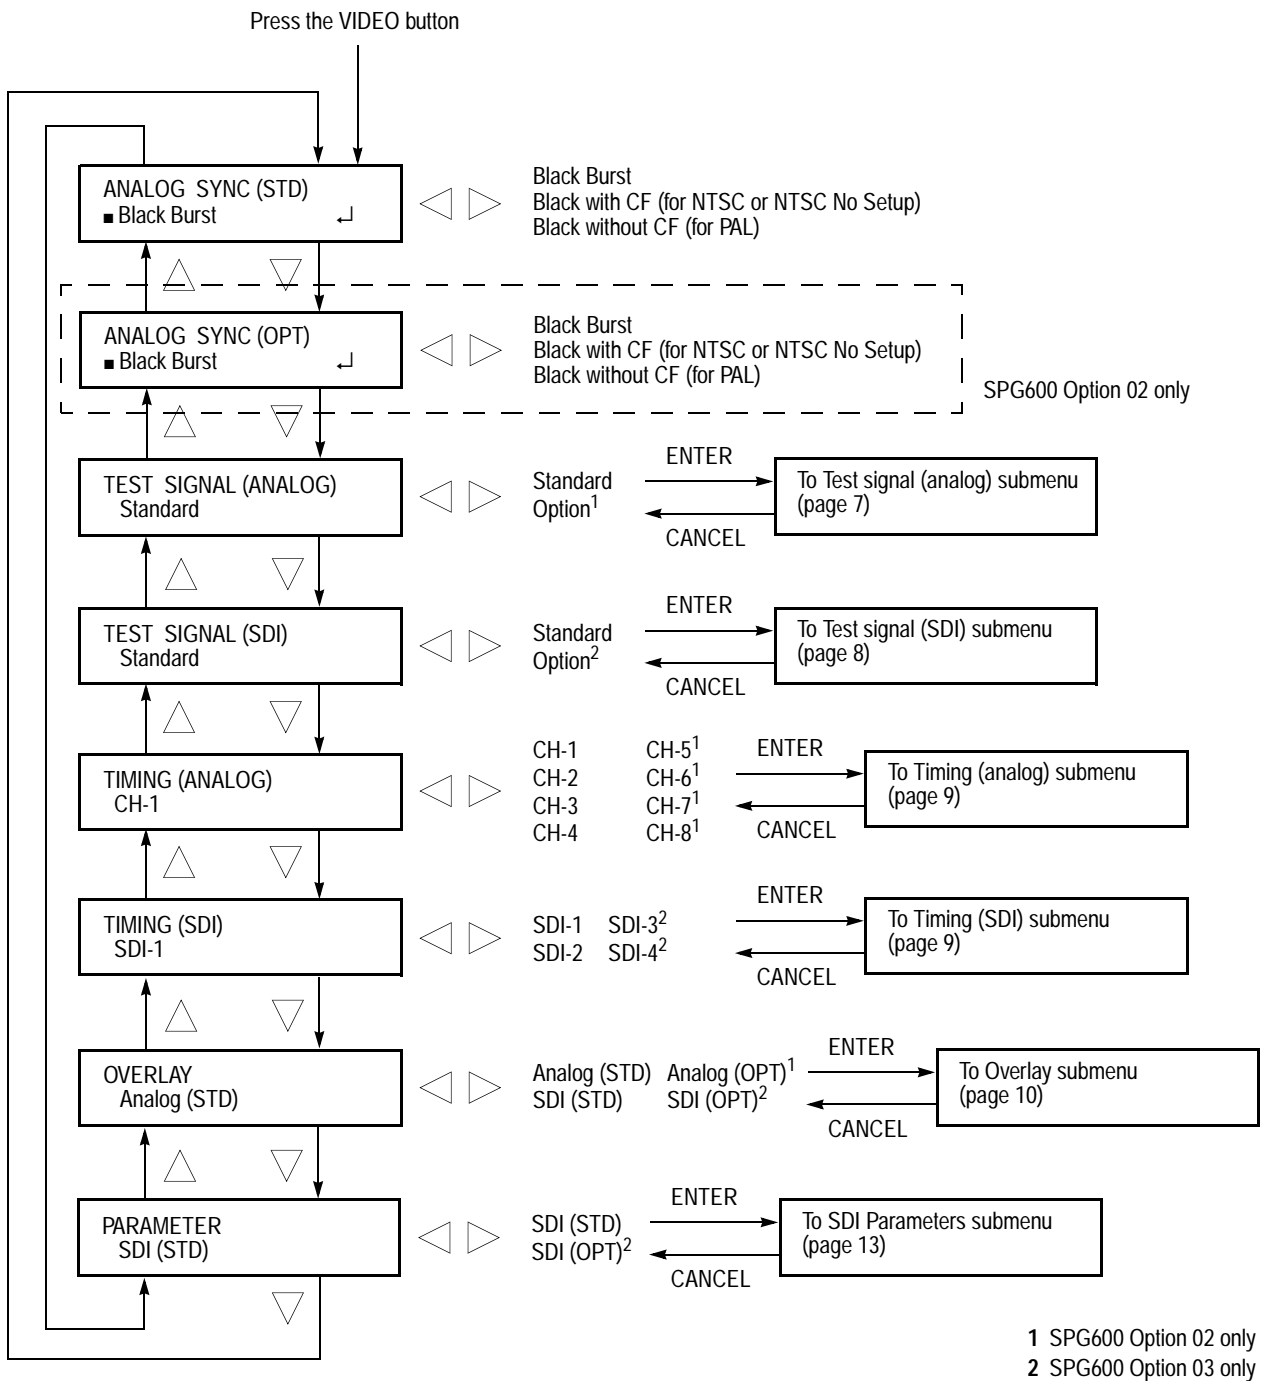 Press the VIDEO button
ANALOG SYNC (STD)
■ Black Burst ↵
Black Burst
Black with CF (for NTSC or NTSC No Setup)
Black without CF (for PAL)
ANALOG SYNC (OPT)
■ Black Burst ↵
Black Burst
Black with CF (for NTSC or NTSC No Setup)
Black without CF (for PAL)
SPG600 Option 02 only
TEST SIGNAL (ANALOG)
Standard
Standard
Option1
ENTER
CANCEL
To Test signal (analog) submenu
(page 7)
TEST SIGNAL (SDI)
Standard
Standard
Option2
ENTER
CANCEL
To Test signal (SDI) submenu
(page 8)
TIMING (ANALOG)
CH-1
CH-1 CH-51
CH-2 CH-61
CH-3 CH-71
CH-4 CH-81
ENTER
CANCEL
To Timing (analog) submenu
(page 9)
TIMING (SDI)
SDI-1
SDI-1 SDI-32
SDI-2 SDI-42
ENTER
CANCEL
To Timing (SDI) submenu
(page 9)
OVERLAY
Analog (STD)
Analog (STD) Analog (OPT)1
SDI (STD) SDI (OPT)2
ENTER
CANCEL
To Overlay submenu
(page 10)
PARAMETER
SDI (STD)
SDI (STD)
SDI (OPT)2
ENTER
CANCEL
To SDI Parameters submenu
(page 13)
1 SPG600 Option 02 only
2 SPG600 Option 03 only